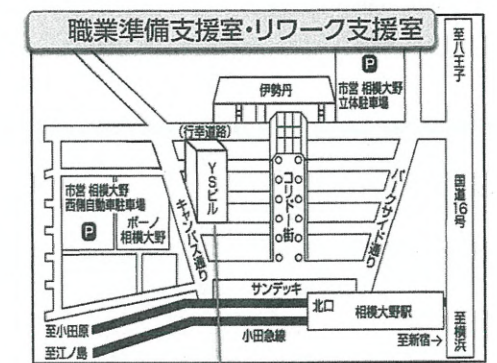 職業準備支援室・リワーク支援室
至八王子
P
市営 相模大野
立体駐車場
伊勢丹
(行幸道路)
YSビル
コリドー街
パークサイド通り
国道16号
市営 相模大野
西側自動車駐車場
P
ボーノ
相模大野
キャンパス通り
サンデッキ
北口
相模大野駅
至小田原
至江ノ島
小田急線
至新宿→
至横浜